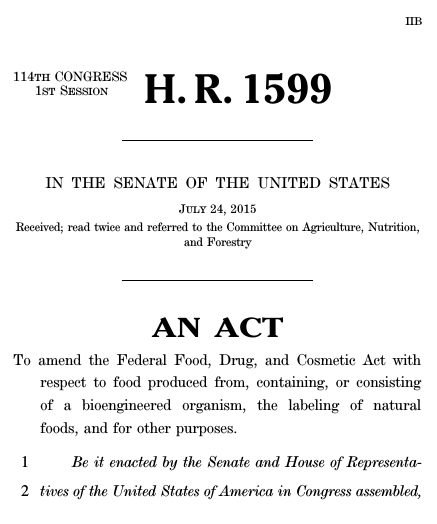 IIB
114TH CONGRESS
1ST SESSION
H. R. 1599
IN THE SENATE OF THE UNITED STATES
JULY 24, 2015
Received; read twice and referred to the Committee on Agriculture, Nutrition,
and Forestry
AN ACT
To amend the Federal Food, Drug, and Cosmetic Act with
respect to food produced from, containing, or consisting
of a bioengineered organism, the labeling of natural
foods, and for other purposes.
1 Be it enacted by the Senate and House of Representa-
2 tives of the United States of America in Congress assembled,